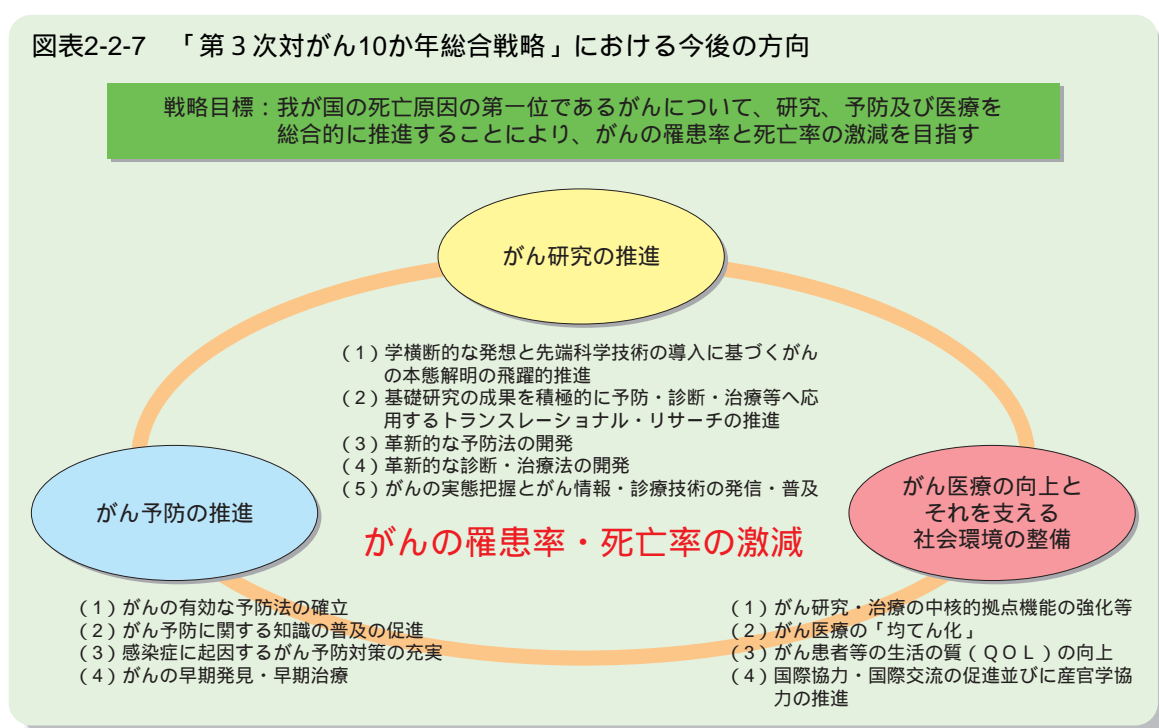 図表2-2-7 「第３次対がん10か年総合戦略」における今後の方向
戦略目標：我が国の死亡原因の第一位であるがんについて、研究、予防及び医療を
総合的に推進することにより、がんの罹患率と死亡率の激減を目指す
がん研究の推進
（１）学横断的な発想と先端科学技術の導入に基づくがん
の本態解明の飛躍的推進
（２）基礎研究の成果を積極的に予防・診断・治療等へ応
用するトランスレーショナル・リサーチの推進
（３）革新的な予防法の開発
（４）革新的な診断・治療法の開発
（５）がんの実態把握とがん情報・診療技術の発信・普及
がん予防の推進
がん医療の向上と
それを支える
社会環境の整備
がんの罹患率・死亡率の激減
（１）がんの有効な予防法の確立
（２）がん予防に関する知識の普及の促進
（３）感染症に起因するがん予防対策の充実
（４）がんの早期発見・早期治療
（１）がん研究・治療の中核的拠点機能の強化等
（２）がん医療の「均てん化」
（３）がん患者等の生活の質（ＱＯＬ）の向上
（４）国際協力・国際交流の促進並びに産官学協
力の推進